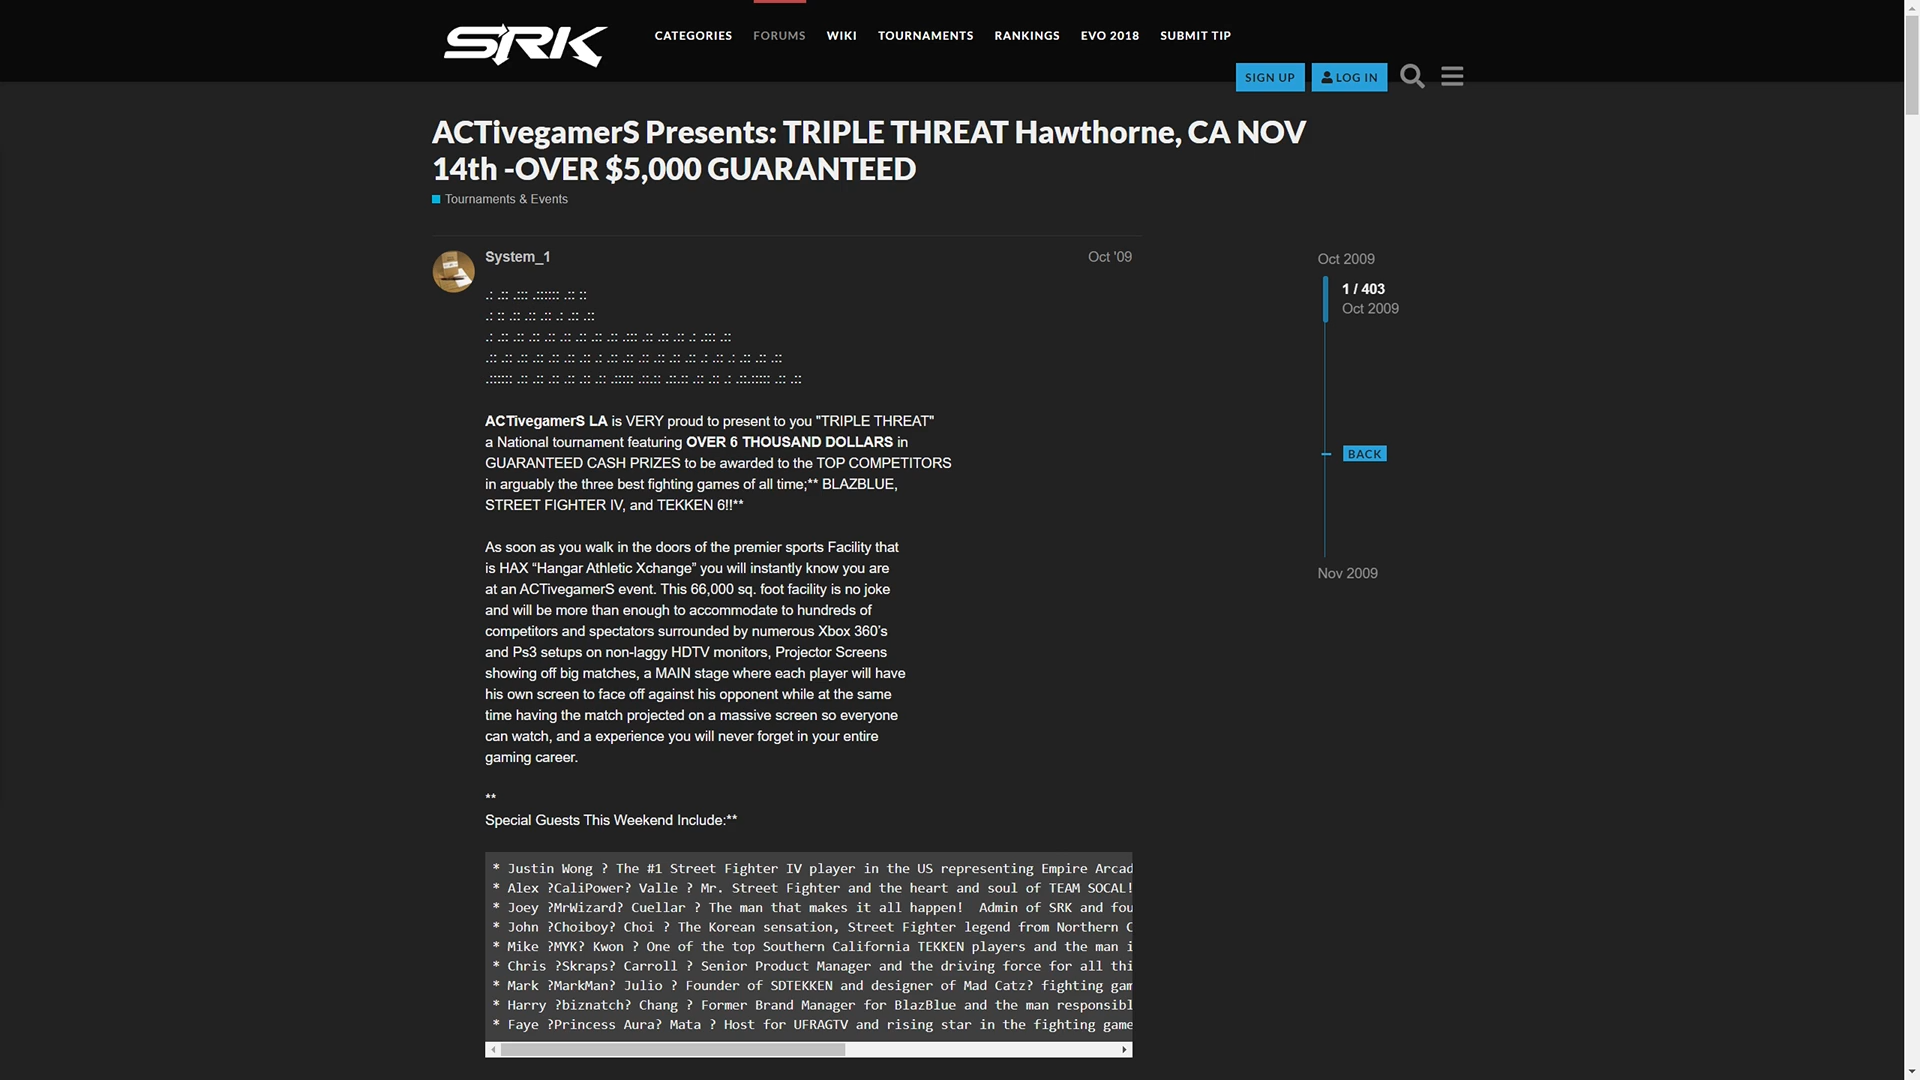 SRK
CATEGORIES FORUMS WIKI TOURNAMENTS RANKINGS EVO 2018 SUBMIT TIP
SIGN UP LOG IN
ACTivegamerS Presents: TRIPLE THREAT Hawthorne, CA NOV
14th -OVER $5,000 GUARANTEED
Tournaments & Events
System_1 Oct '09
Oct 2009
1 / 403
Oct 2009
BACK
Nov 2009
ACTivegamerS LA is VERY proud to present to you "TRIPLE THREAT"
a National tournament featuring OVER 6 THOUSAND DOLLARS in
GUARANTEED CASH PRIZES to be awarded to the TOP COMPETITORS
in arguably the three best fighting games of all time;** BLAZBLUE,
STREET FIGHTER IV, and TEKKEN 6!!**
As soon as you walk in the doors of the premier sports Facility that
is HAX “Hangar Athletic Xchange” you will instantly know you are
at an ACTivegamerS event. This 66,000 sq. foot facility is no joke
and will be more than enough to accommodate to hundreds of
competitors and spectators surrounded by numerous Xbox 360’s
and Ps3 setups on non-laggy HDTV monitors, Projector Screens
showing off big matches, a MAIN stage where each player will have
his own screen to face off against his opponent while at the same
time having the match projected on a massive screen so everyone
can watch, and a experience you will never forget in your entire
gaming career.
**
Special Guests This Weekend Include:**
* Justin Wong ? The #1 Street Fighter IV player in the US representing Empire Arcad
* Alex ?CaliPower? Valle ? Mr. Street Fighter and the heart and soul of TEAM SOCAL!
* Joey ?MrWizard? Cuellar ? The man that makes it all happen!  Admin of SRK and fou
* John ?Choiboy? Choi ? The Korean sensation, Street Fighter legend from Northern C
* Mike ?MYK? Kwon ? One of the top Southern California TEKKEN players and the man i
* Chris ?Skraps? Carroll ? Senior Product Manager and the driving force for all thi
* Mark ?MarkMan? Julio ? Founder of SDTEKKEN and designer of Mad Catz? fighting gam
* Harry ?biznatch? Chang ? Former Brand Manager for BlazBlue and the man responsibl
* Faye ?Princess Aura? Mata ? Host for UFRAGTV and rising star in the fighting game